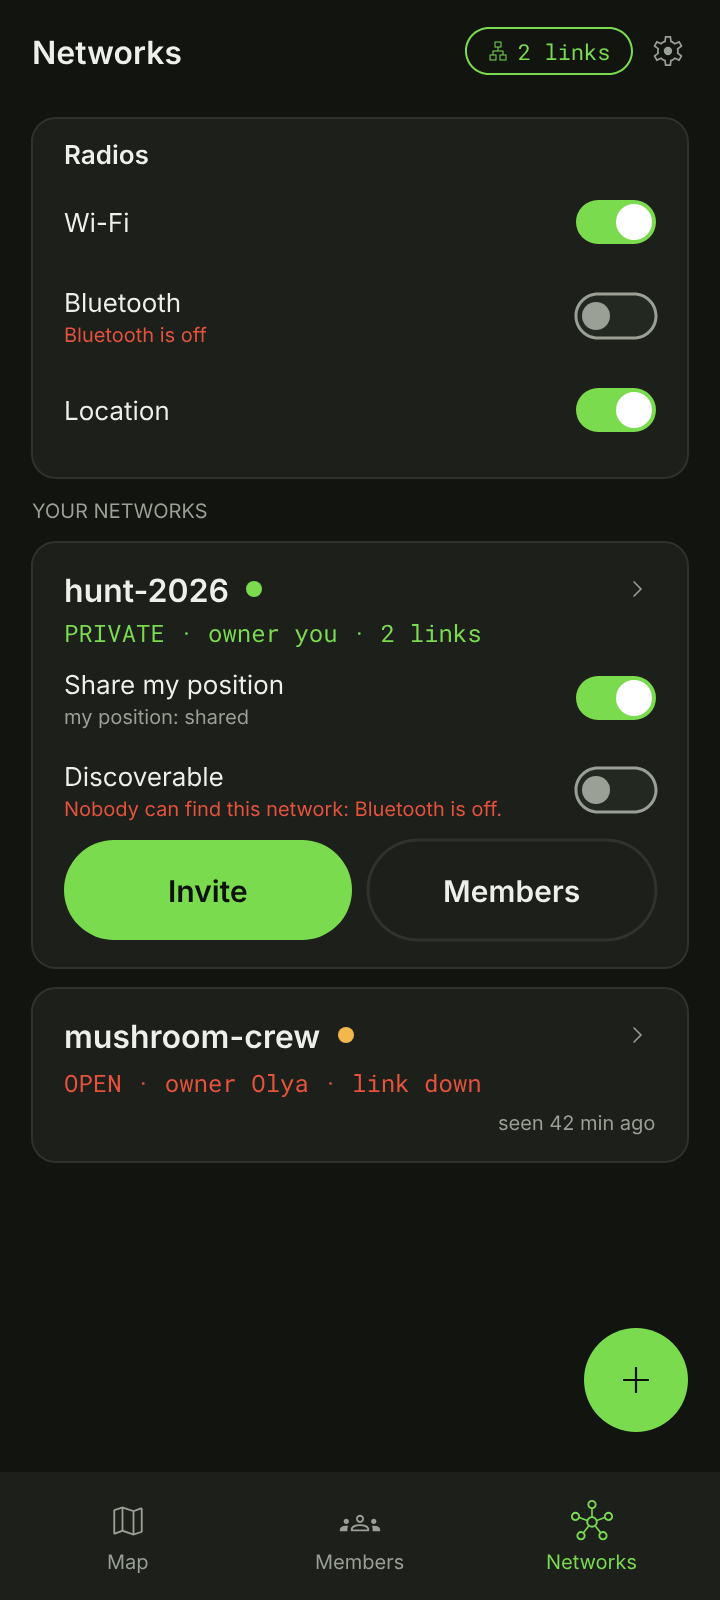 Networks
2 links
Radios
Wi-Fi
Bluetooth
Bluetooth is off
Location
YOUR NETWORKS
hunt-2026
PRIVATE · owner you · 2 links
Share my position
my position: shared
Discoverable
Nobody can find this network: Bluetooth is off.
Invite
Members
mushroom-crew
OPEN · owner Olya · link down
seen 42 min ago
Map
Members
Networks